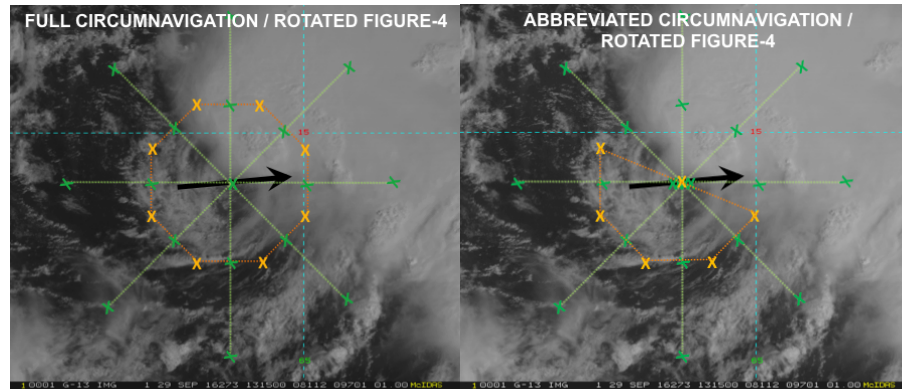 FULL CIRCUMNAVIGATION / ROTATED FIGURE-4
ABBREVIATED CIRCUMNAVIGATION /
ROTATED FIGURE-4
15
15
65
65
1 0001 G-13 IMG 1 29 SEP 16273 131500 08112 09701 01.00 McIDAS
1 0001 G-13 IMG 1 29 SEP 16273 131500 08112 09701 01.00 McIDAS